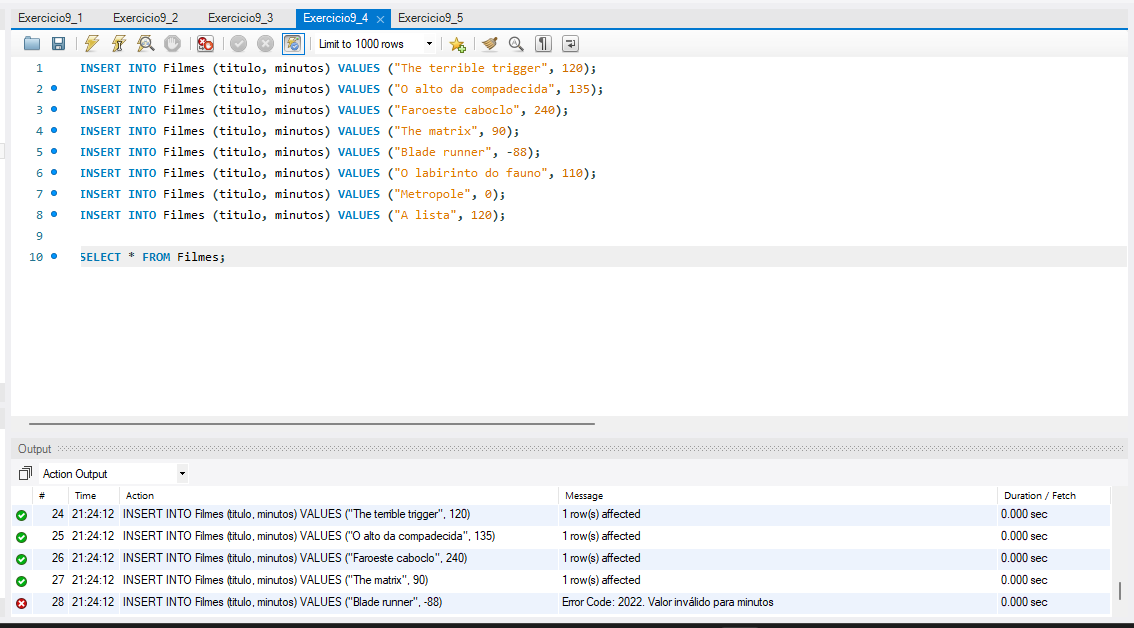 Exercicio9_1 Exercicio9_2 Exercicio9_3 Exercicio9_4 Exercicio9_5
Limit to 1000 rows
1 INSERT INTO Filmes (titulo, minutos) VALUES ("The terrible trigger", 120);
2 INSERT INTO Filmes (titulo, minutos) VALUES ("O alto da compadecida", 135);
3 INSERT INTO Filmes (titulo, minutos) VALUES ("Faroeste caboclo", 240);
4 INSERT INTO Filmes (titulo, minutos) VALUES ("The matrix", 90);
5 INSERT INTO Filmes (titulo, minutos) VALUES ("Blade runner", -88);
6 INSERT INTO Filmes (titulo, minutos) VALUES ("O labirinto do fauno", 110);
7 INSERT INTO Filmes (titulo, minutos) VALUES ("Metropole", 0);
8 INSERT INTO Filmes (titulo, minutos) VALUES ("A lista", 120);
9
10 SELECT * FROM Filmes;
Output
Action Output
# Time Action Message Duration / Fetch
24 21:24:12 INSERT INTO Filmes (titulo, minutos) VALUES ("The terrible trigger", 120) 1 row(s) affected 0.000 sec
25 21:24:12 INSERT INTO Filmes (titulo, minutos) VALUES ("O alto da compadecida", 135) 1 row(s) affected 0.000 sec
26 21:24:12 INSERT INTO Filmes (titulo, minutos) VALUES ("Faroeste caboclo", 240) 1 row(s) affected 0.000 sec
27 21:24:12 INSERT INTO Filmes (titulo, minutos) VALUES ("The matrix", 90) 1 row(s) affected 0.000 sec
28 21:24:12 INSERT INTO Filmes (titulo, minutos) VALUES ("Blade runner", -88) Error Code: 2022. Valor inválido para minutos 0.000 sec